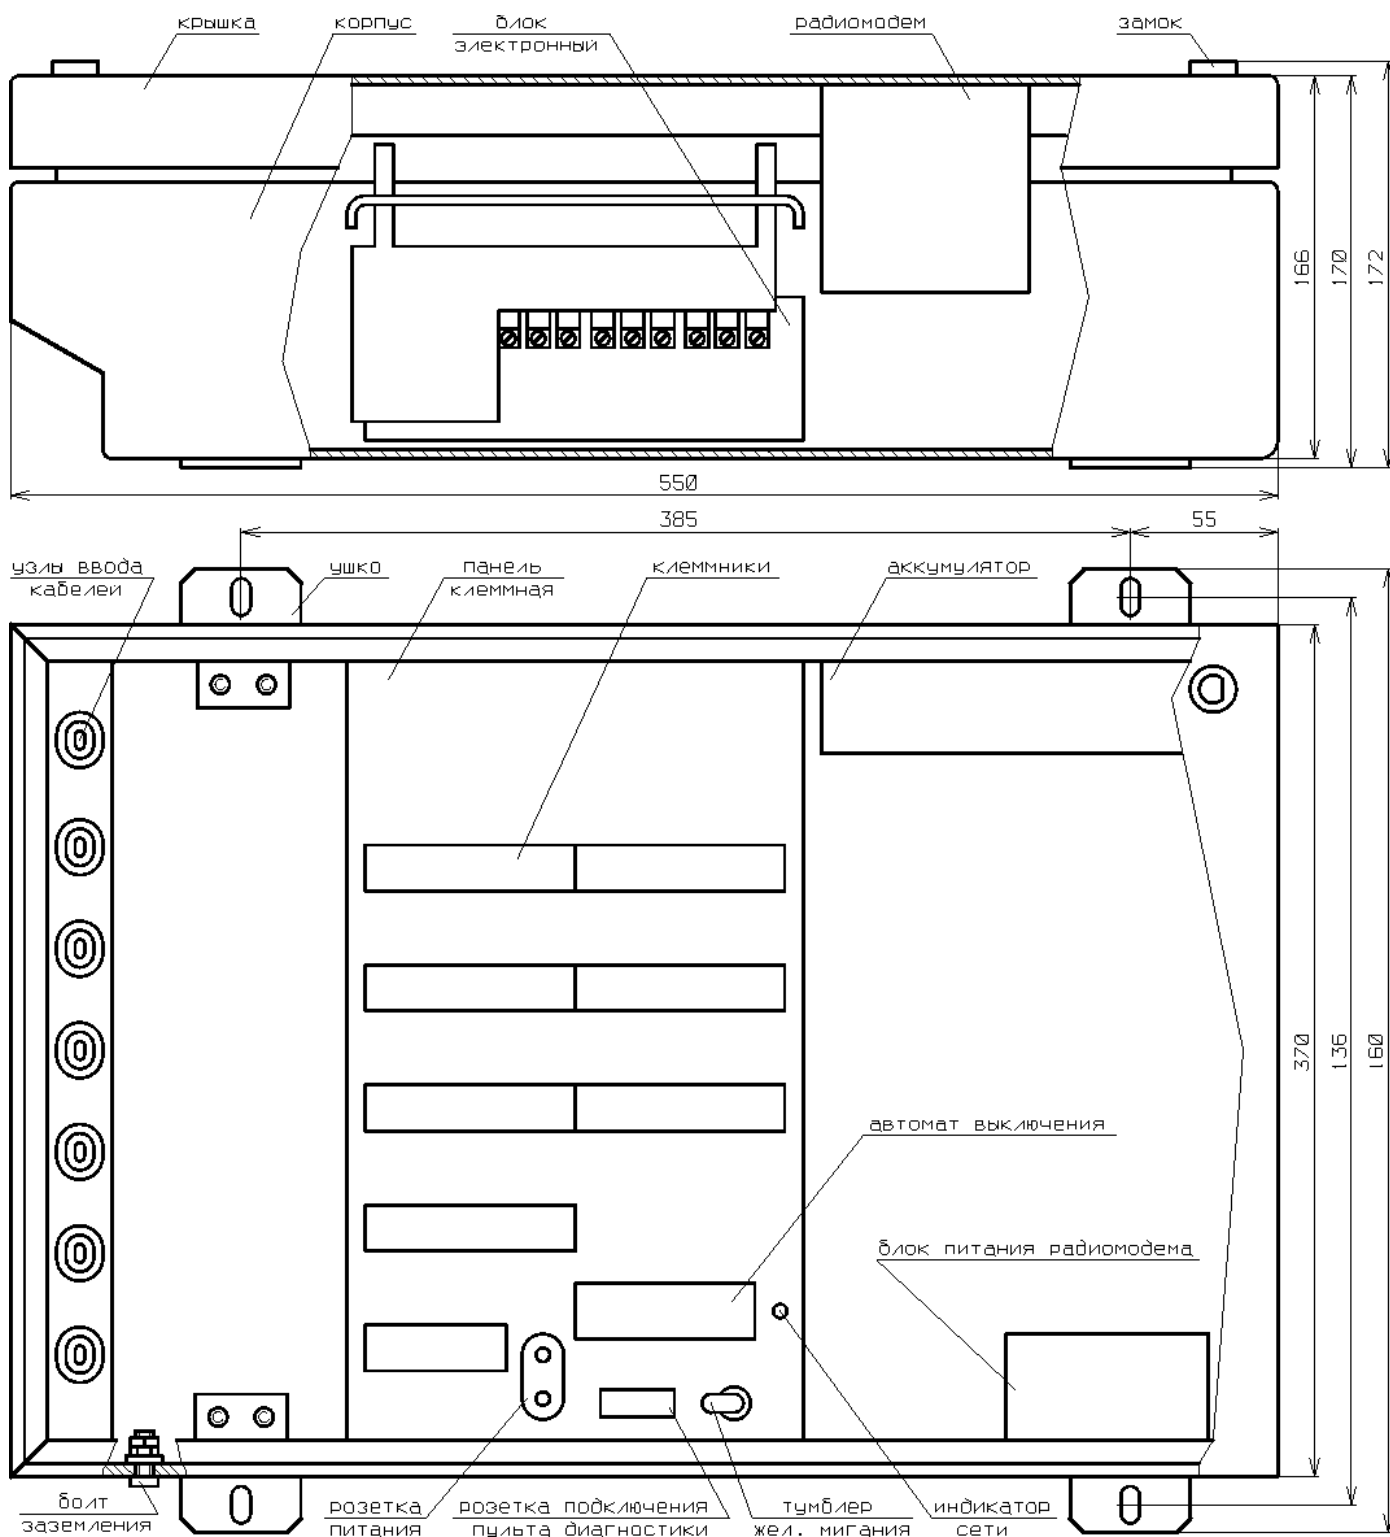 крышка
корпус
блок
электронный
радиомодем
замок
166
170
172
550
385
55
узлы ввода
кабелей
ушко
панель
клеммная
клеммники
аккумулятор
370
136
160
автомат выключения
блок питания радиомодема
болт
заземления
розетка
питания
розетка подключения
пульта диагностики
тумблер
жел. мигания
индикатор
сети